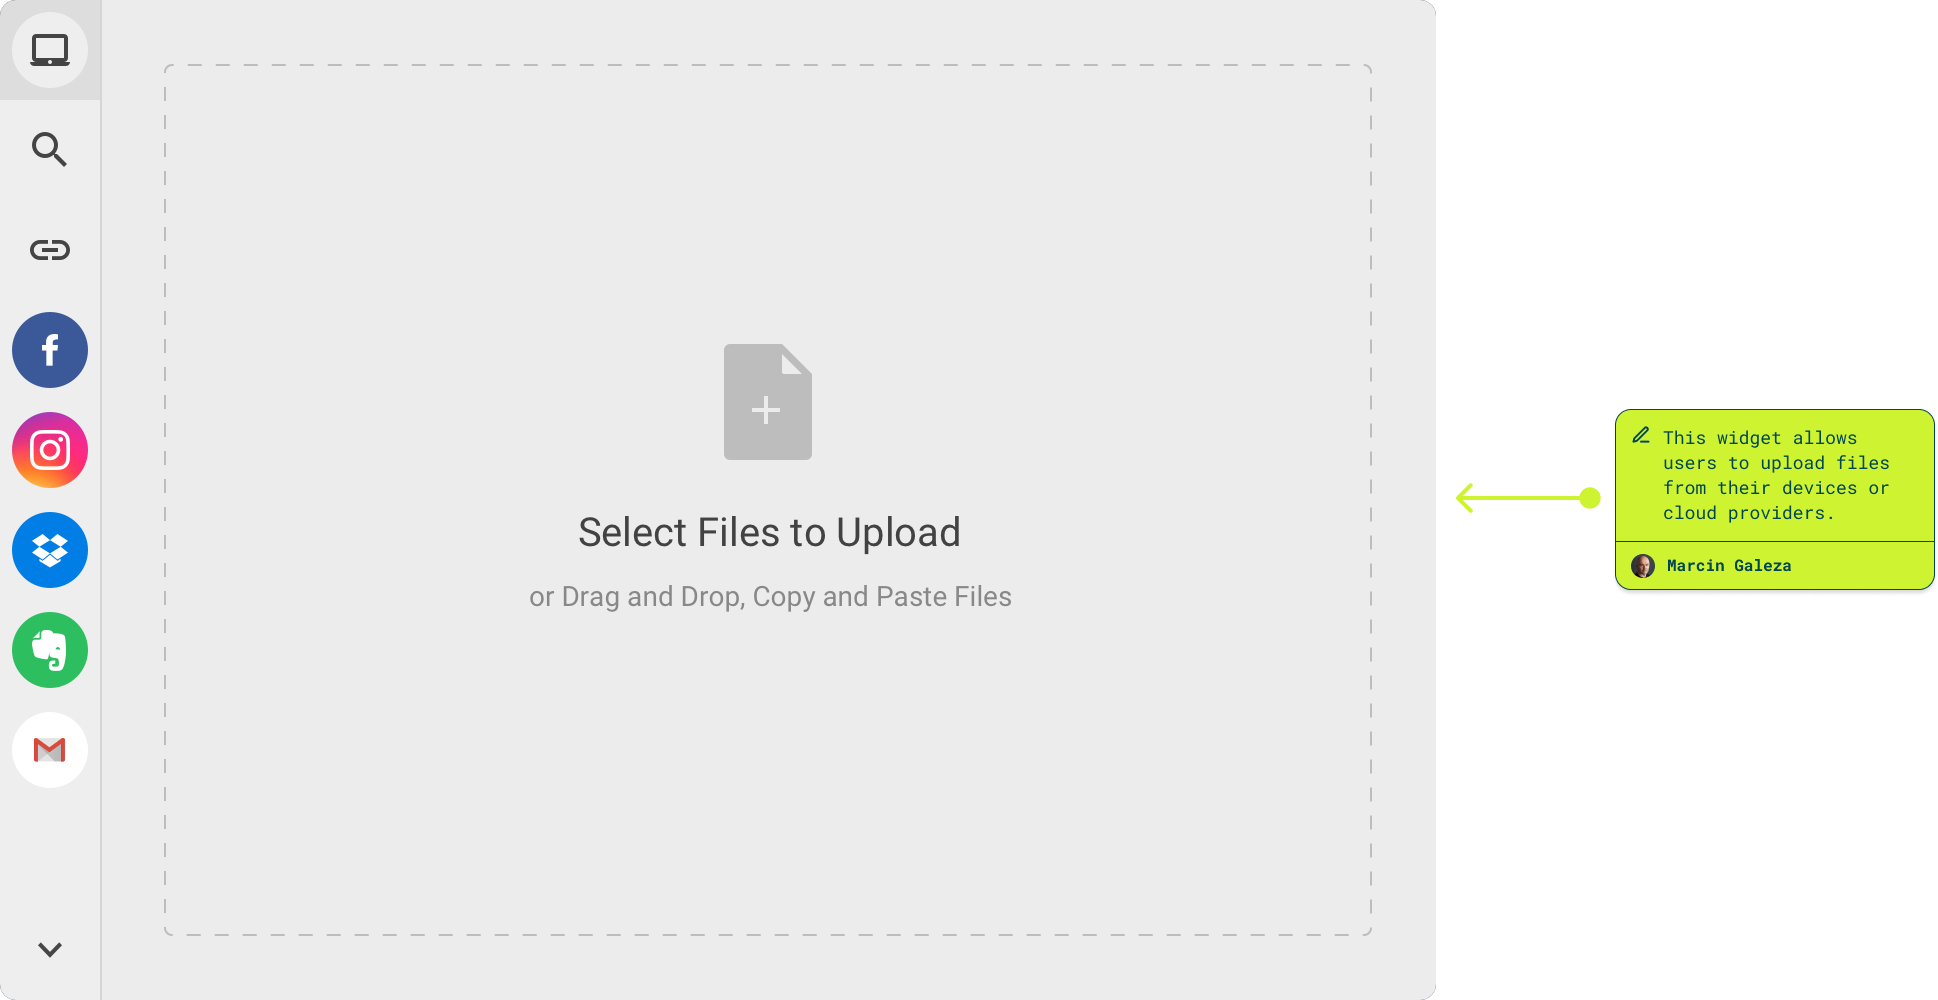 Select Files to Upload
or Drag and Drop, Copy and Paste Files
This widget allows
users to upload files
from their devices or
cloud providers.
Marcin Galeza